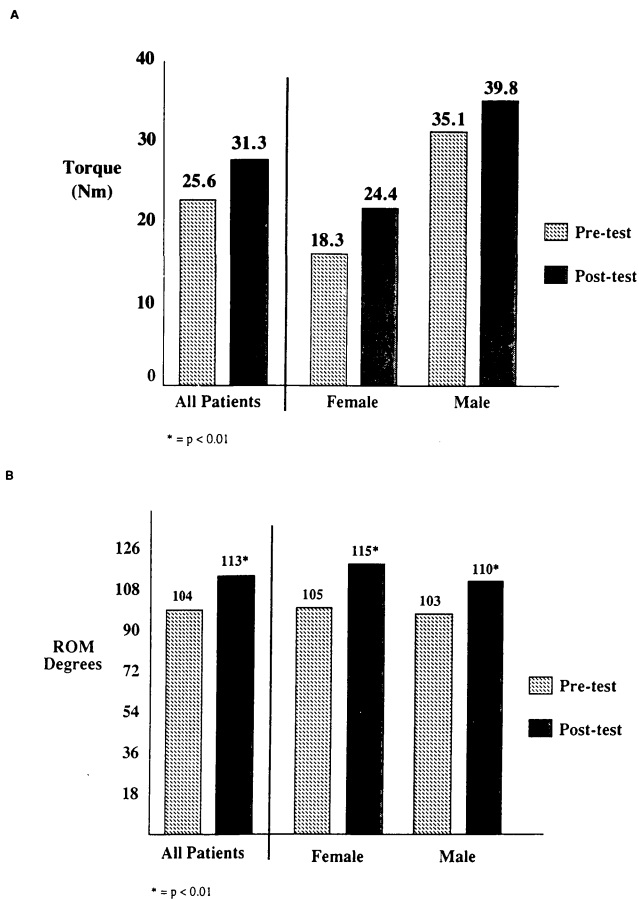 A
40
39.8
35.1
30
31.3
Torque
(Nm)
25.6
24.4
20
18.3
Pre-test
Post-test
10
0
All Patients
Female
Male
* = p < 0.01
B
126
115*
113*
110*
108
104
105
103
90
ROM
Degrees
72
Pre-test
54
Post-test
36
18
All Patients
Female
Male
* = p < 0.01